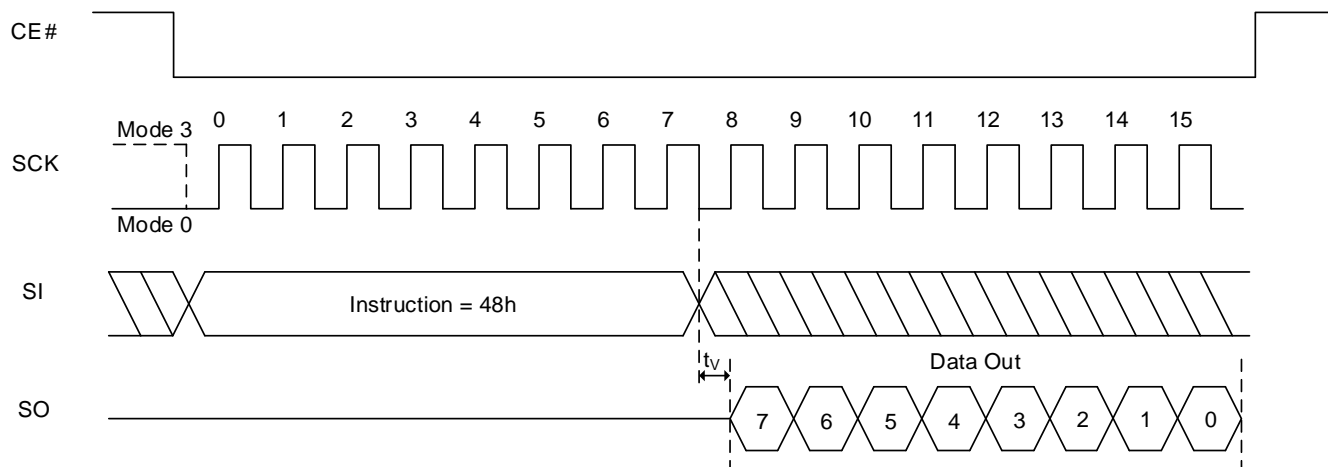 CE#
SCK
Mode 3
0 1 2 3 4 5 6 7 8 9 10 11 12 13 14 15
Mode 0
SI
Instruction = 48h
tV
Data Out
SO
7 6 5 4 3 2 1 0